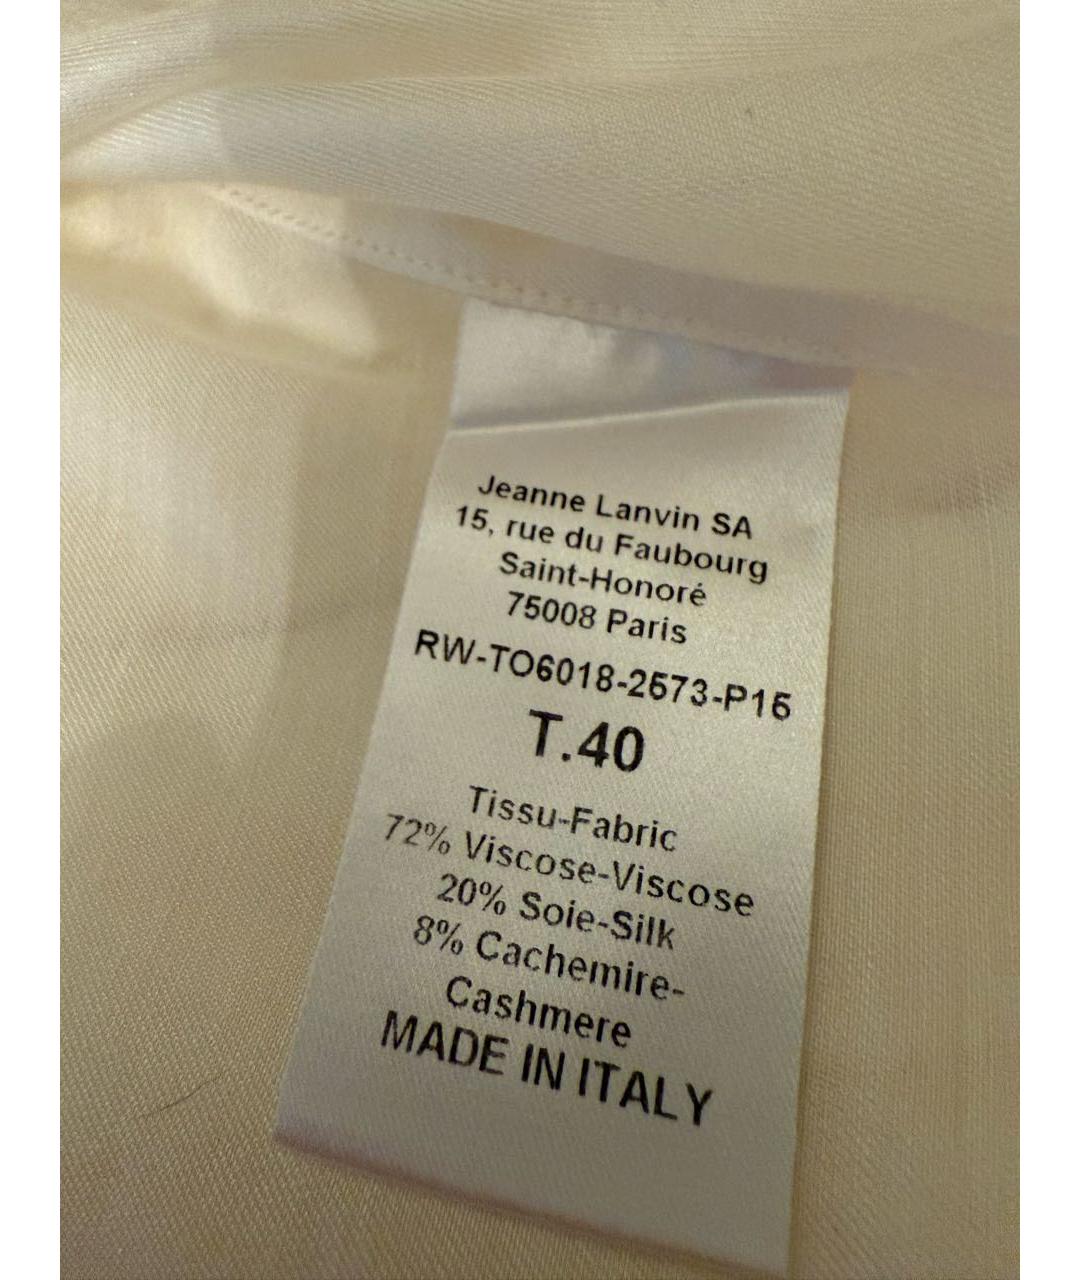 Jeanne Lanvin SA
15, rue du Faubourg
Saint-Honoré
75008 Paris
RW-TO6018-2573-P15
T.40
Tissu-Fabric
72% Viscose-Viscose
20% Soie-Silk
8% Cachemire-
Cashmere
MADE IN ITALY